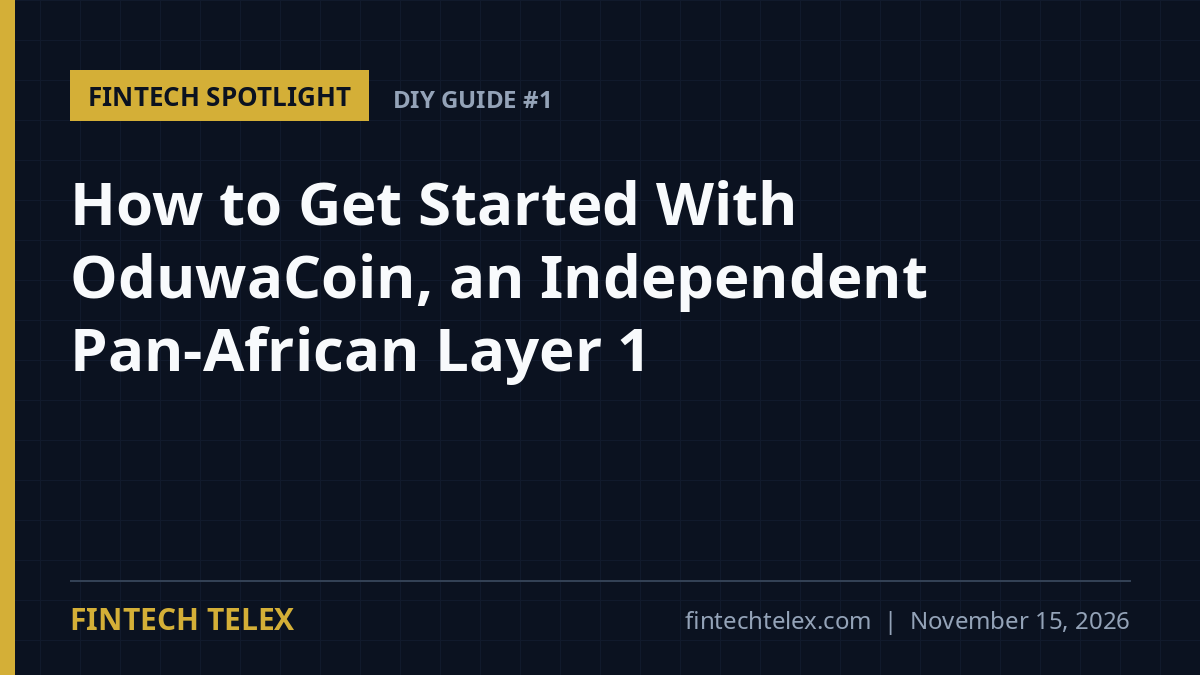 FINTECH SPOTLIGHT DIY GUIDE #1
How to Get Started With
OduwaCoin, an Independent
Pan-African Layer 1
FINTECH TELEX fintechtelex.com | November 15, 2026